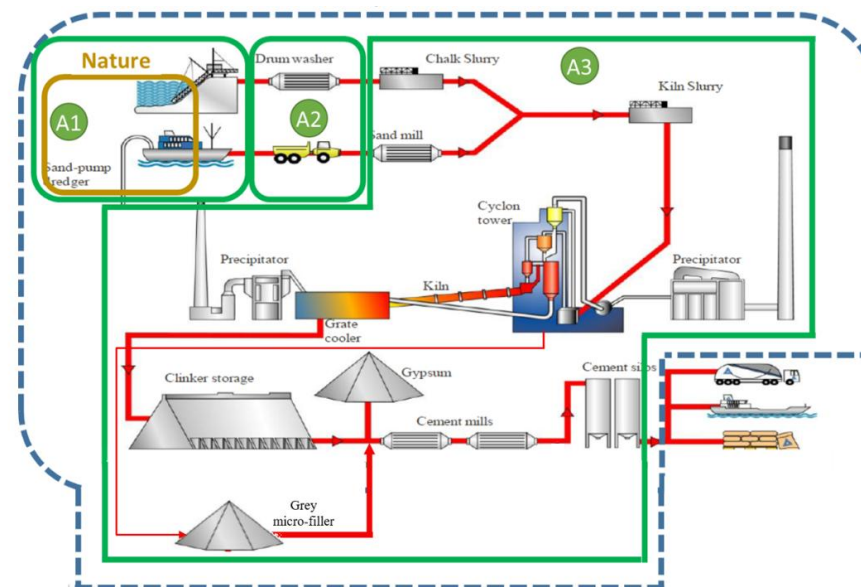 Nature
A1
A2
A3
Drum washer
Chalk Slurry
Kiln Slurry
Sand mill
Sand-pump
dredger
Cyclon
tower
Precipitator
Precipitator
Kiln
Grate
cooler
Clinker storage
Gypsum
Cement silos
Cement mills
Grey
micro-filler